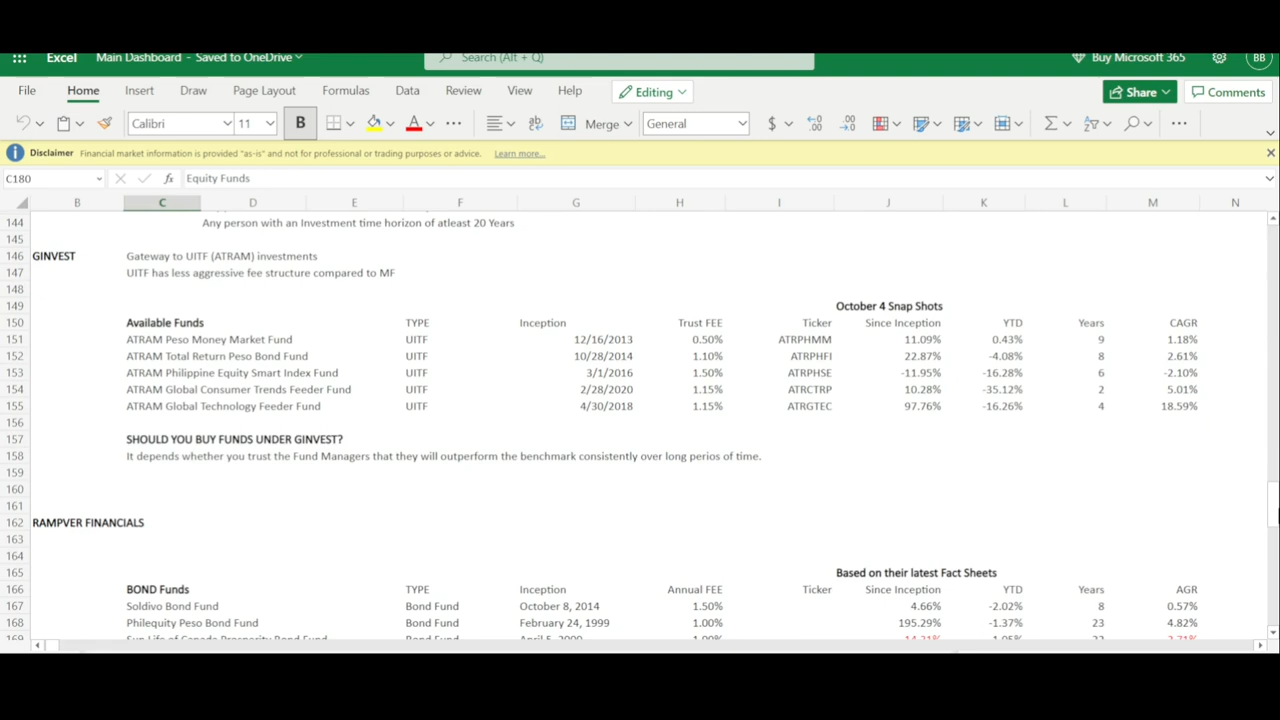 Excel Main Dashboard - Saved to OneDrive Search (Alt + Q) Buy Microsoft 365 BB
File Home Insert Draw Page Layout Formulas Data Review View Help Editing Share Comments
Calibri 11 B A ab Merge General $ .00 .00
Disclaimer Financial market information is provided "as-is" and not for professional or trading purposes or advice. Learn more...
C180 fx Equity Funds
B C D E F G H I J K L M N
144 Any person with an Investment time horizon of atleast 20 Years
145
146 GINVEST Gateway to UITF (ATRAM) investments
147 UITF has less aggressive fee structure compared to MF
148
149 October 4 Snap Shots
150 Available Funds TYPE Inception Trust FEE Ticker Since Inception YTD Years CAGR
151 ATRAM Peso Money Market Fund UITF 12/16/2013 0.50% ATRPHMM 11.09% 0.43% 9 1.18%
152 ATRAM Total Return Peso Bond Fund UITF 10/28/2014 1.10% ATRPHFI 22.87% -4.08% 8 2.61%
153 ATRAM Philippine Equity Smart Index Fund UITF 3/1/2016 1.50% ATRPHSE -11.95% -16.28% 6 -2.10%
154 ATRAM Global Consumer Trends Feeder Fund UITF 2/28/2020 1.15% ATRCTRP 10.28% -35.12% 2 5.01%
155 ATRAM Global Technology Feeder Fund UITF 4/30/2018 1.15% ATRGTEC 97.76% -16.26% 4 18.59%
156
157 SHOULD YOU BUY FUNDS UNDER GINVEST?
158 It depends whether you trust the Fund Managers that they will outperform the benchmark consistently over long perios of time.
159
160
161
162 RAMPVER FINANCIALS
163
164
165 Based on their latest Fact Sheets
166 BOND Funds TYPE Inception Annual FEE Ticker Since Inception YTD Years AGR
167 Soldivo Bond Fund Bond Fund October 8, 2014 1.50% 4.66% -2.02% 8 0.57%
168 Philequity Peso Bond Fund Bond Fund February 24, 1999 1.00% 195.29% -1.37% 23 4.82%
169 Sun Life of Canada Prosperity Bond Fund Bond Fund